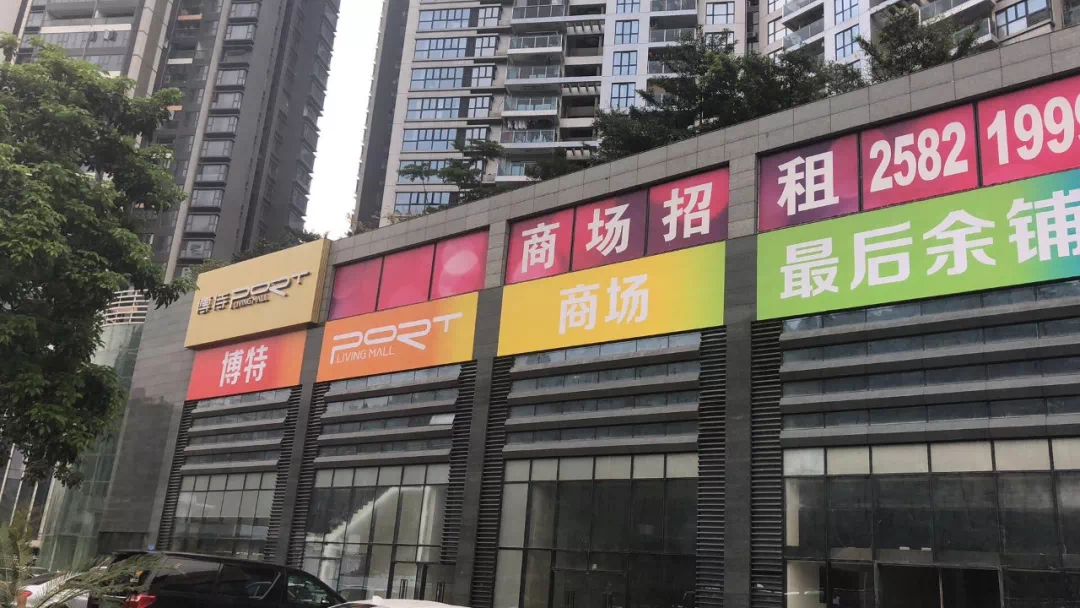 博特 PORT
LIVING MALL
商场招租 2582 199
博特
PORT
LIVING MALL
商场
最后余铺